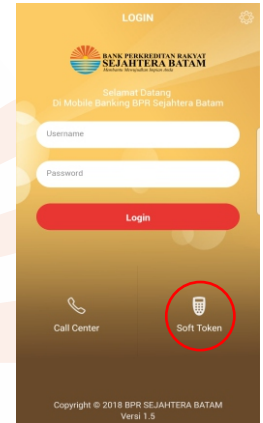 LOGIN
BANK PERKREDITAN RAKYAT
SEJAHTERA BATAM
Selamat Datang
Di Mobile Banking BPR Sejahtera Batam
Username
Password
Login
Call Center
Soft Token
Copyright © 2018 BPR SEJAHTERA BATAM
Versi 1.5